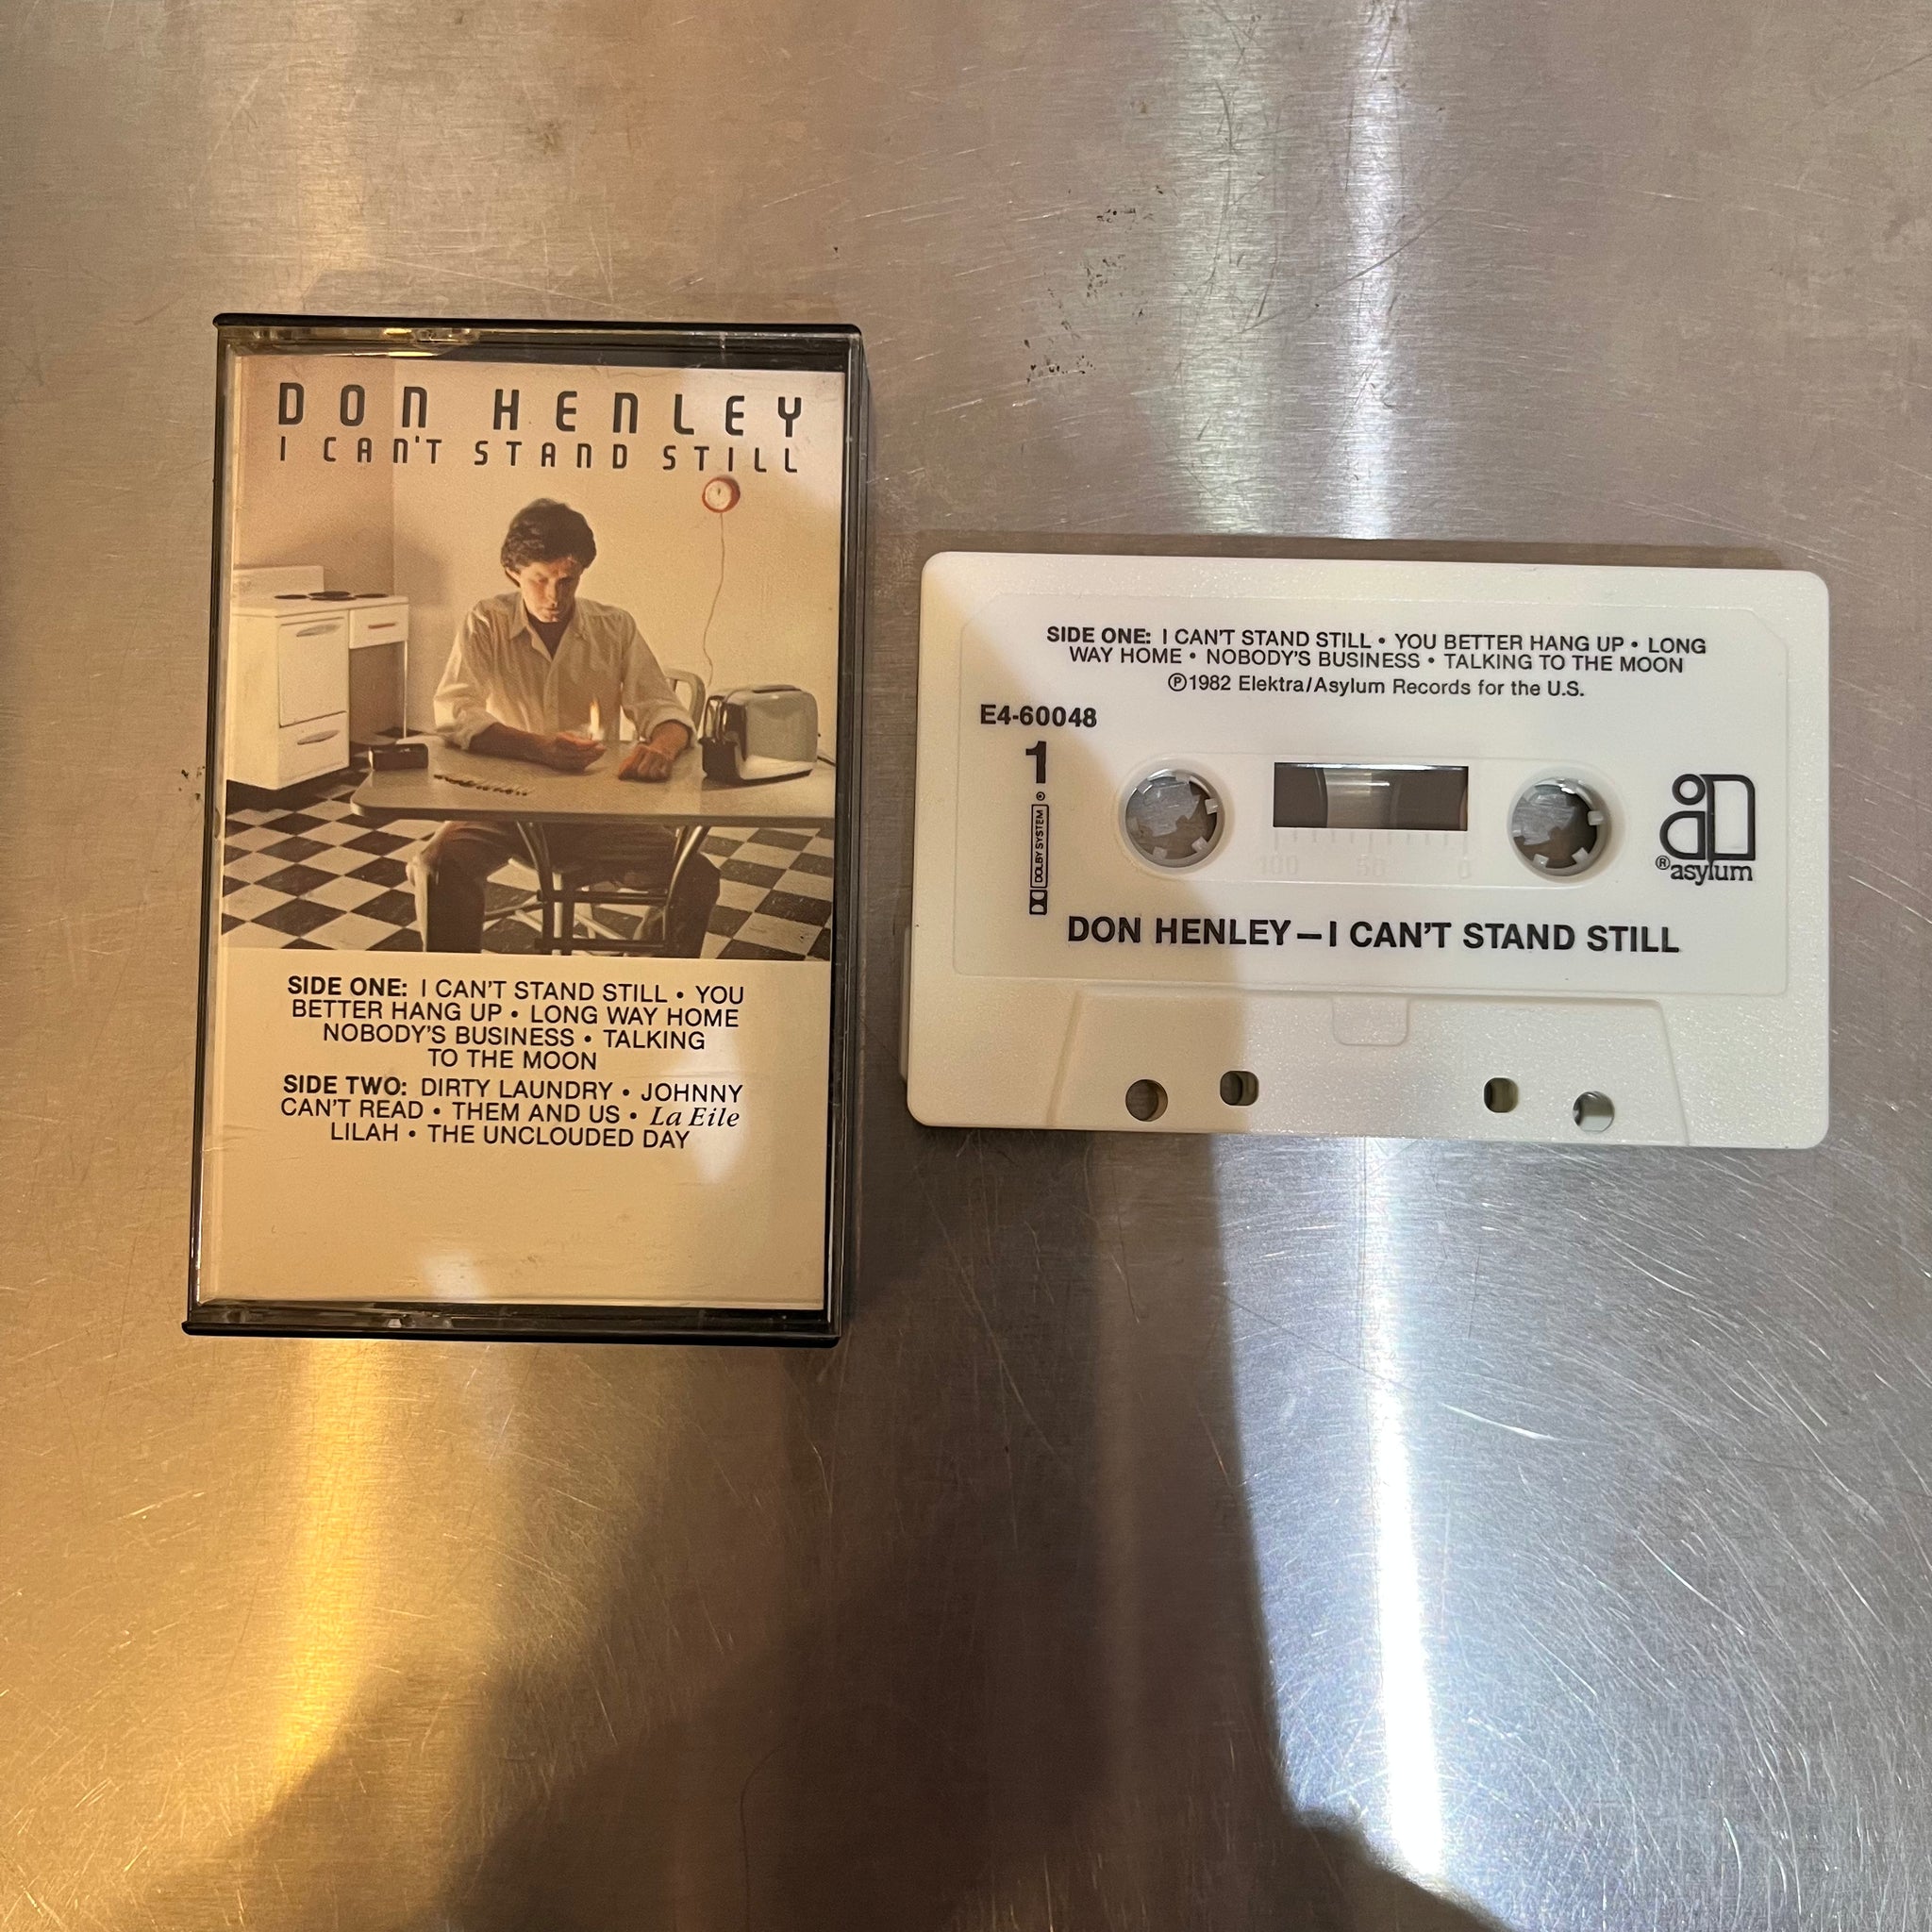 DON HENLEY
I CAN'T STAND STILL
SIDE ONE: I CAN'T STAND STILL • YOU
BETTER HANG UP • LONG WAY HOME
NOBODY'S BUSINESS • TALKING
TO THE MOON
SIDE TWO: DIRTY LAUNDRY • JOHNNY
CAN'T READ • THEM AND US • La Eile
LILAH • THE UNCLOUDED DAY
SIDE ONE: I CAN'T STAND STILL • YOU BETTER HANG UP • LONG
WAY HOME • NOBODY'S BUSINESS • TALKING TO THE MOON
℗1982 Elektra/Asylum Records for the U.S.
E4-60048
1
DOLBY SYSTEM ®
100 50 0
®asylum
DON HENLEY—I CAN'T STAND STILL